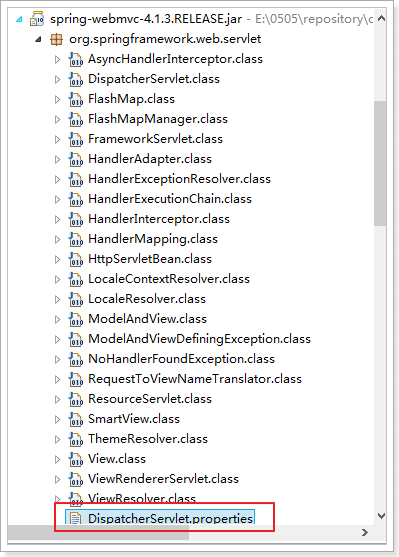 spring-webmvc-4.1.3.RELEASE.jar - E:\0505\repository\o
org.springframework.web.servlet
AsyncHandlerInterceptor.class
DispatcherServlet.class
FlashMap.class
FlashMapManager.class
FrameworkServlet.class
HandlerAdapter.class
HandlerExceptionResolver.class
HandlerExecutionChain.class
HandlerInterceptor.class
HandlerMapping.class
HttpServletBean.class
LocaleContextResolver.class
LocaleResolver.class
ModelAndView.class
ModelAndViewDefiningException.class
NoHandlerFoundException.class
RequestToViewNameTranslator.class
ResourceServlet.class
SmartView.class
ThemeResolver.class
View.class
ViewRendererServlet.class
ViewResolver.class
DispatcherServlet.properties